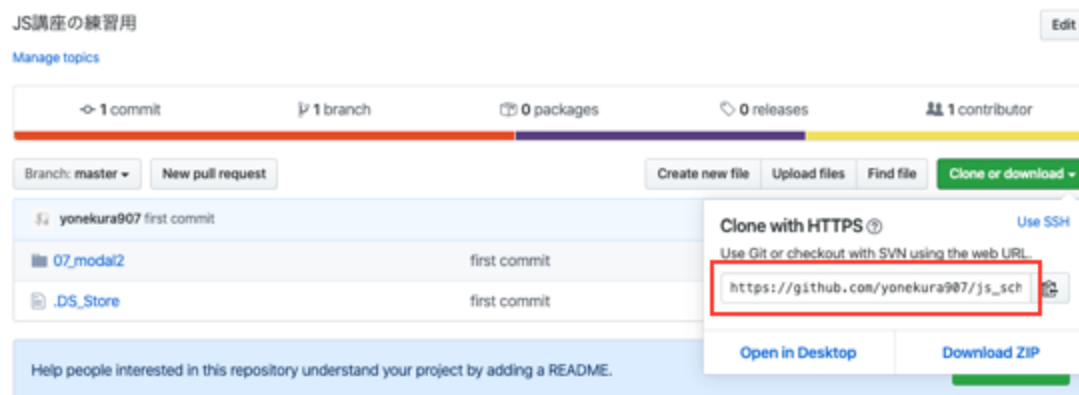 JS講座の練習用
Edit
Manage topics
1 commit
1 branch
0 packages
0 releases
1 contributor
Branch: master
New pull request
Create new file
Upload files
Find file
Clone or download
yonekura907 first commit
Clone with HTTPS
Use SSH
Use Git or checkout with SVN using the web URL.
https://github.com/yonekura907/js_sch
Open in Desktop
Download ZIP
07_modal2
first commit
.DS_Store
first commit
Help people interested in this repository understand your project by adding a README.